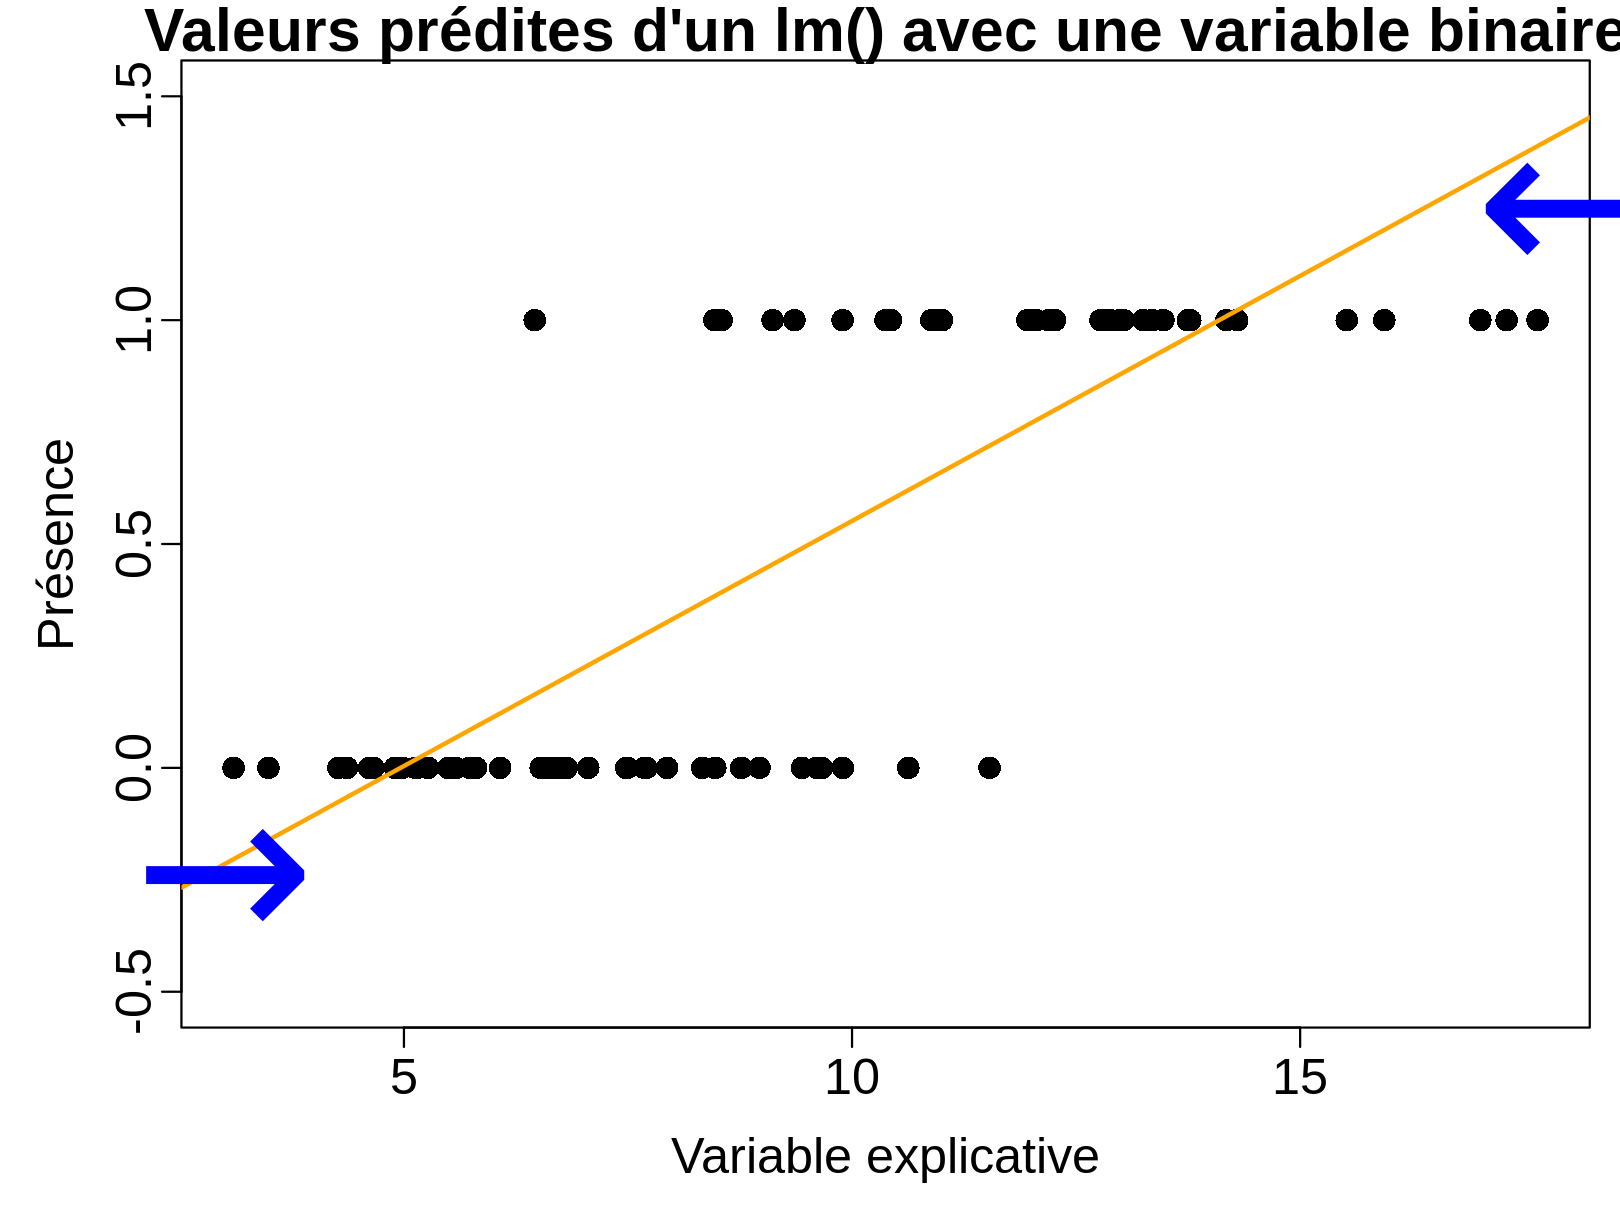 Valeurs prédites d'un lm() avec une variable binaire
1.5
1.0
0.5
0.0
-0.5
Présence
5 10 15
Variable explicative